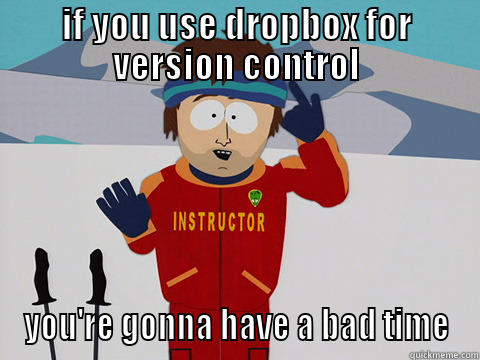 if you use dropbox for
version control
INSTRUCTOR
you're gonna have a bad time
quickmeme.com